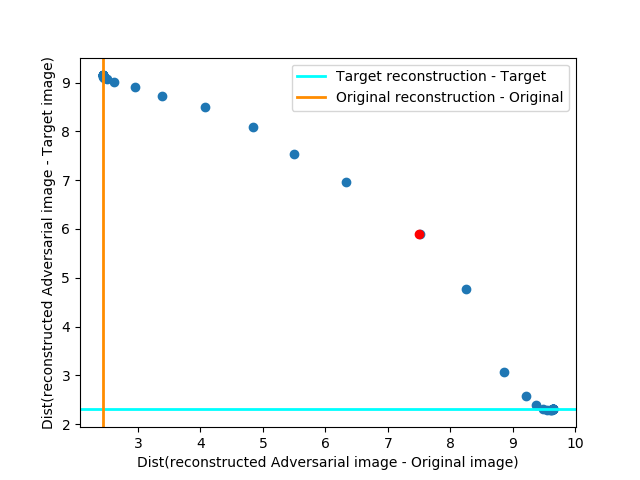 Target reconstruction - Target
Original reconstruction - Original
Dist(reconstructed Adversarial image - Target image)
9
8
7
6
5
4
3
2
3 4 5 6 7 8 9 10
Dist(reconstructed Adversarial image - Original image)